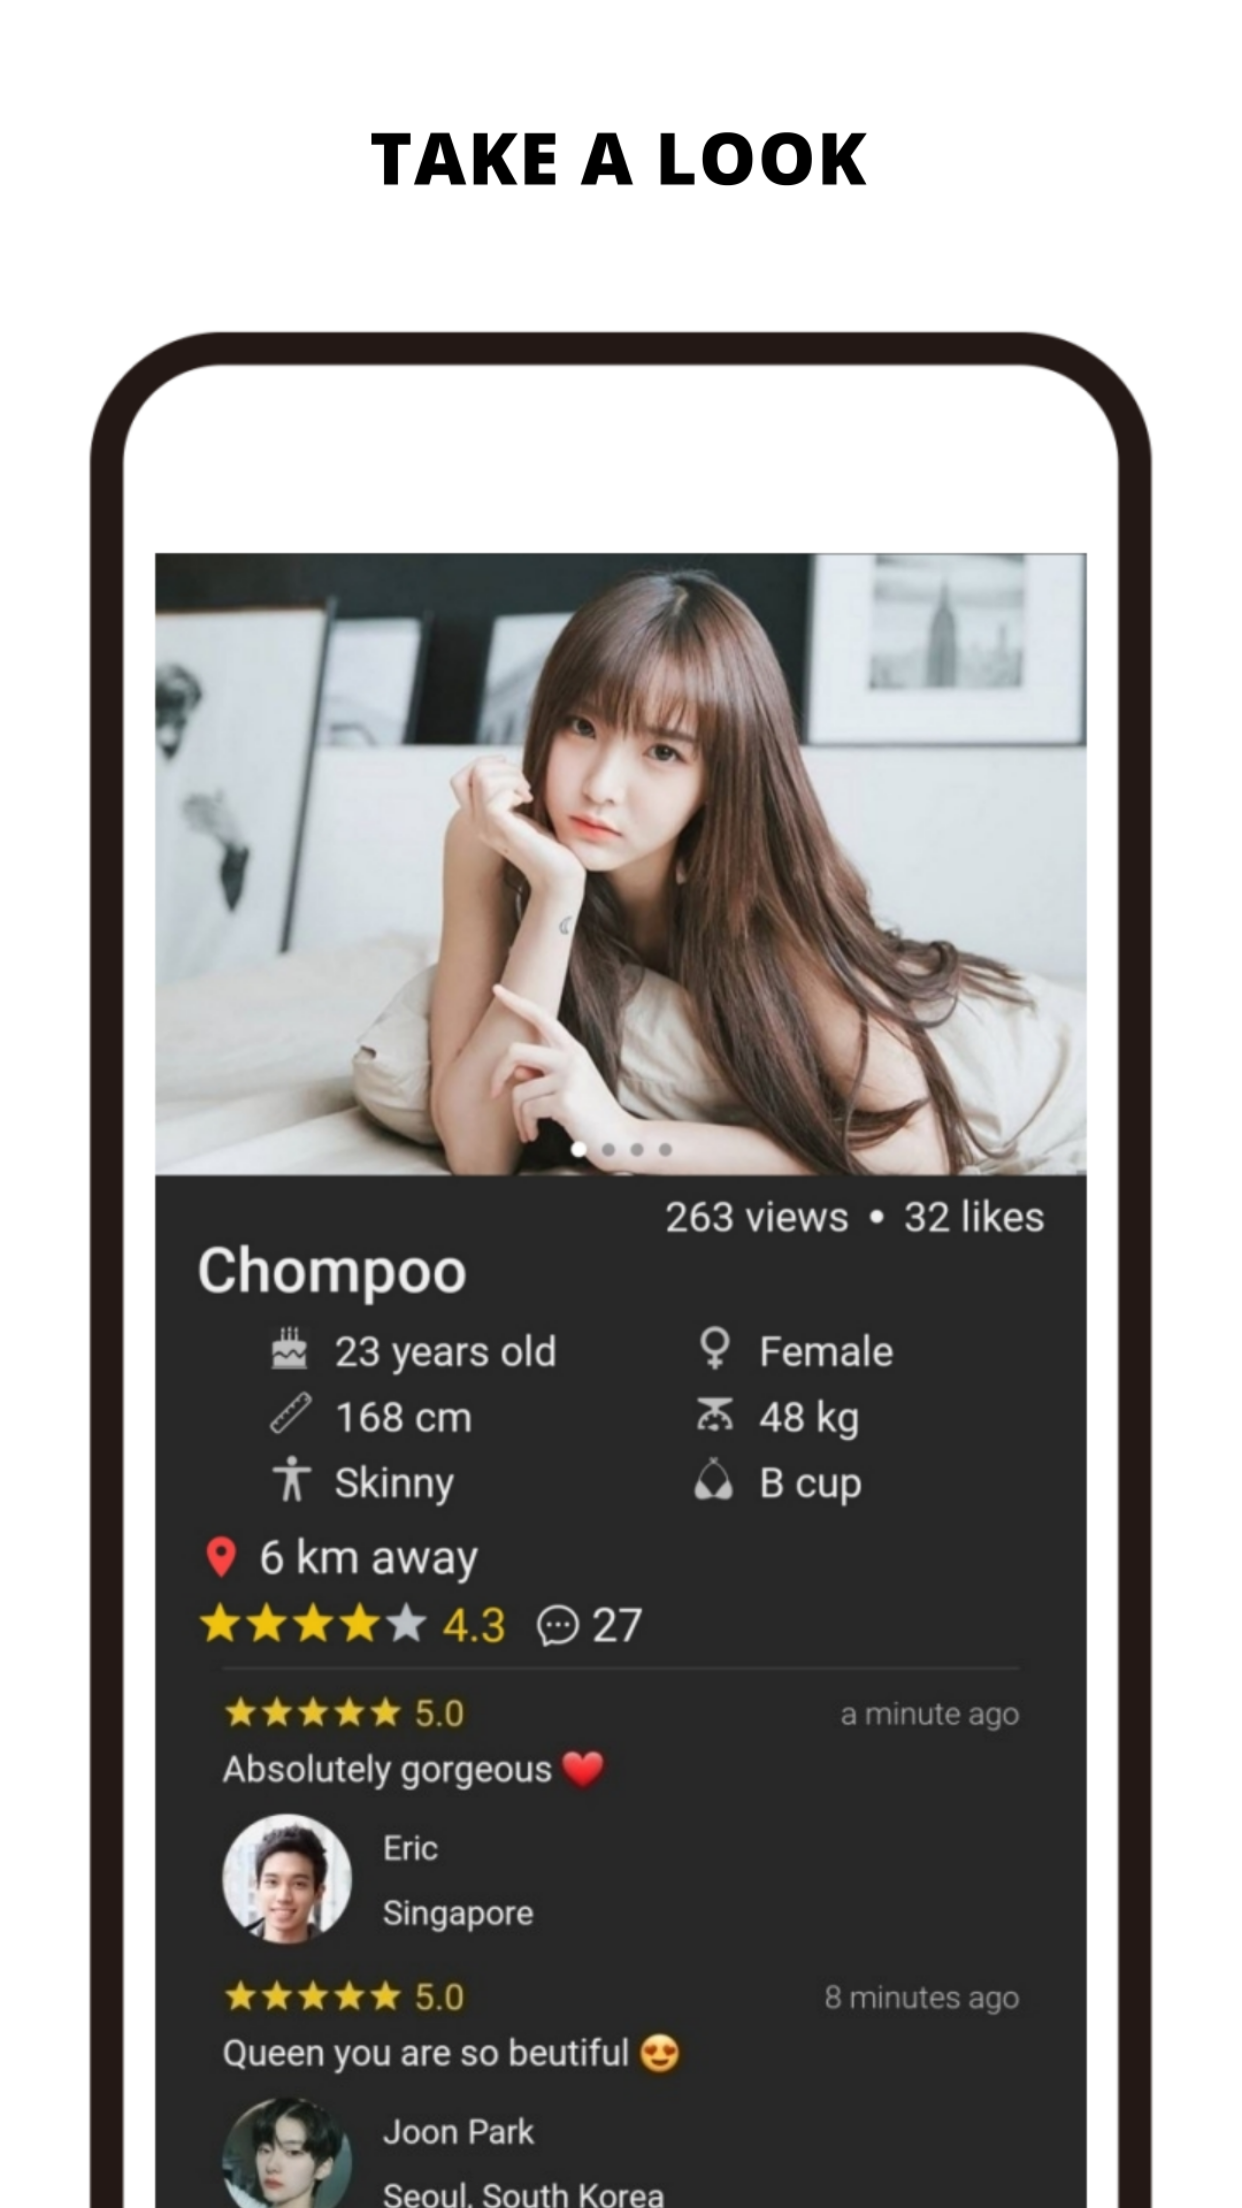 TAKE A LOOK
263 views • 32 likes
Chompoo
23 years old
Female
168 cm
48 kg
Skinny
B cup
6 km away
4.3
27
5.0
a minute ago
Absolutely gorgeous ❤️
Eric
Singapore
5.0
8 minutes ago
Queen you are so beutiful 😍
Joon Park
Seoul, South Korea